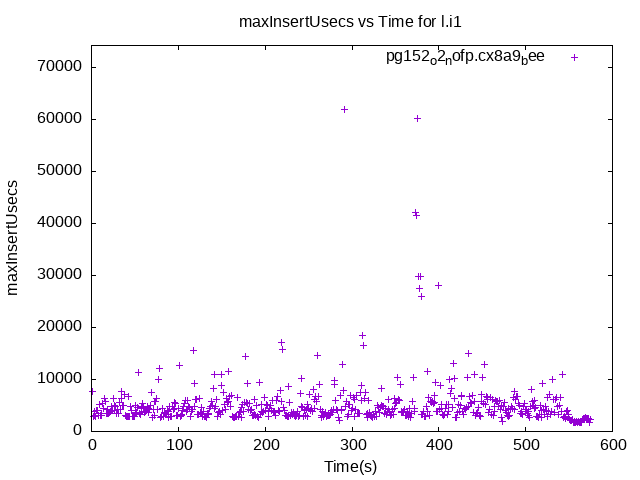 maxInsertUsecs vs Time for l.i1
pg152o2nofp.cx8a9bee
70000
60000
50000
40000
30000
20000
10000
0
maxInsertUsecs
0 100 200 300 400 500 600
Time(s)